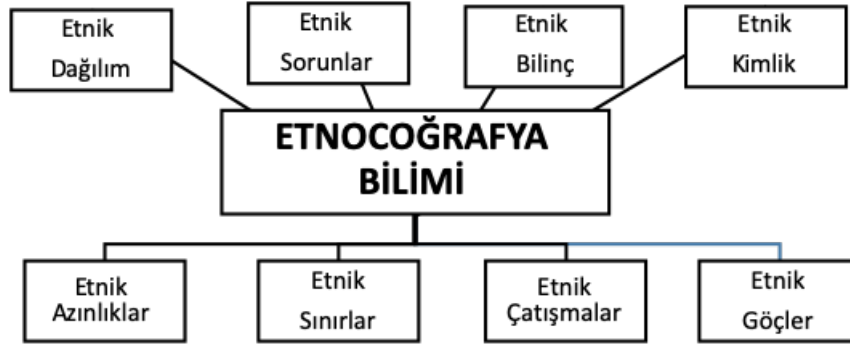 Etnik
Dağılım
Etnik
Sorunlar
Etnik
Bilinç
Etnik
Kimlik
ETNOCOĞRAFYA
BİLİMİ
Etnik
Azınlıklar
Etnik
Sınırlar
Etnik
Çatışmalar
Etnik
Göçler